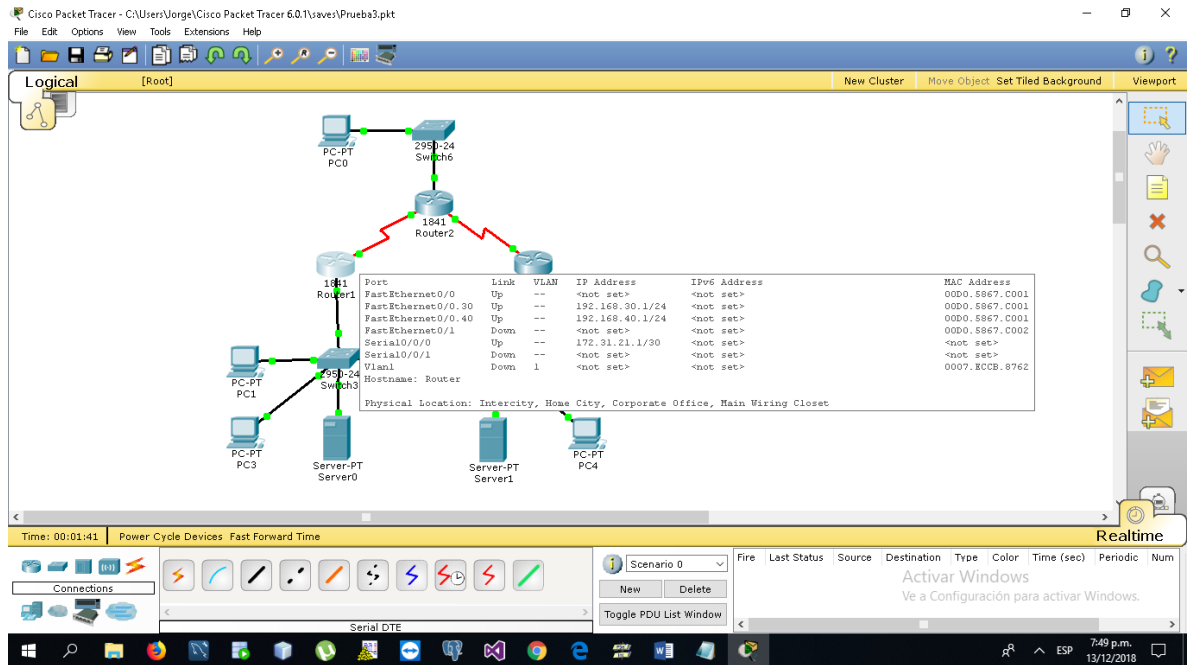 Cisco Packet Tracer - C:\Users\Jorge\Cisco Packet Tracer 6.0.1\saves\Prueba3.pkt
File Edit Options View Tools Extensions Help
Logical [Root] New Cluster Move Object Set Tiled Background Viewport
PC-PT
PC0
2950-24
Switch6
1841
Router2
1841
Router1
Port Link VLAN IP Address IPv6 Address MAC Address
FastEthernet0/0 Up -- <not set> <not set> 00D0.5867.C001
FastEthernet0/0.30 Up -- 192.168.30.1/24 <not set> 00D0.5867.C001
FastEthernet0/0.40 Up -- 192.168.40.1/24 <not set> 00D0.5867.C001
FastEthernet0/1 Down -- <not set> <not set> 00D0.5867.C002
Serial0/0/0 Up -- 172.31.21.1/30 <not set> <not set>
Serial0/0/1 Down -- <not set> <not set> <not set>
Vlan1 Down 1 <not set> <not set> 0007.ECCB.8762
Hostname: Router
Physical Location: Intercity, Home City, Corporate Office, Main Wiring Closet
PC-PT
PC1
2950-24
Switch3
PC-PT
PC3
Server-PT
Server0
Server-PT
Server1
PC-PT
PC4
Time: 00:01:41 Power Cycle Devices Fast Forward Time Realtime
Connections
Serial DTE
Scenario 0
New Delete
Toggle PDU List Window
Fire Last Status Source Destination Type Color Time (sec) Periodic Num
Activar Windows
Ve a Configuración para activar Windows.
ESP
7:49 p.m.
13/12/2018